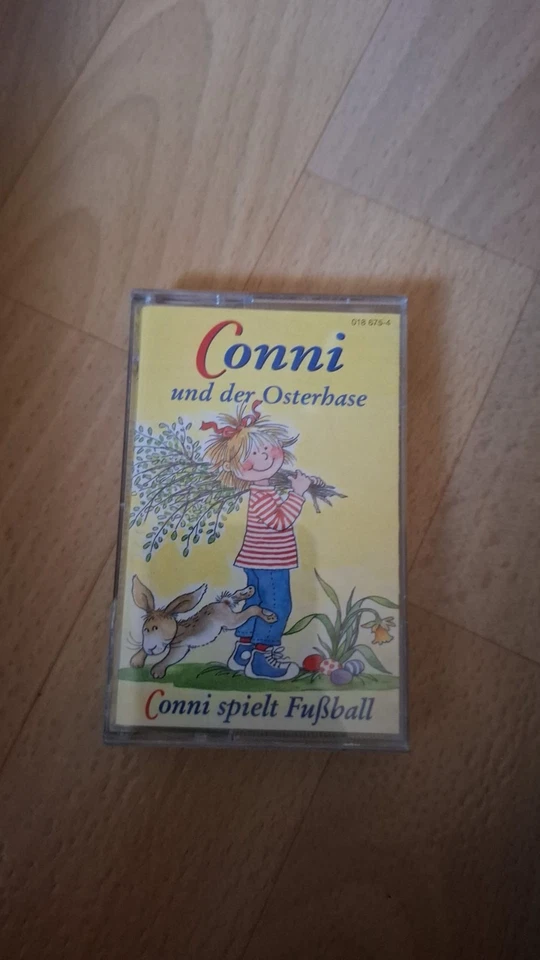 018 675-4
Conni
und der Osterhase
Conni spielt Fußball